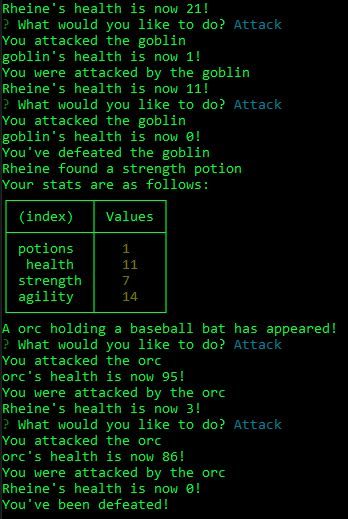 Rheine's health is now 21!
? What would you like to do? Attack
You attacked the goblin
goblin's health is now 1!
You were attacked by the goblin
Rheine's health is now 11!
? What would you like to do? Attack
You attacked the goblin
goblin's health is now 0!
You've defeated the goblin
Rheine found a strength potion
Your stats are as follows:
(index) Values
potions 1
health 11
strength 7
agility 14
A orc holding a baseball bat has appeared!
? What would you like to do? Attack
You attacked the orc
orc's health is now 95!
You were attacked by the orc
Rheine's health is now 3!
? What would you like to do? Attack
You attacked the orc
orc's health is now 86!
You were attacked by the orc
Rheine's health is now 0!
You've been defeated!